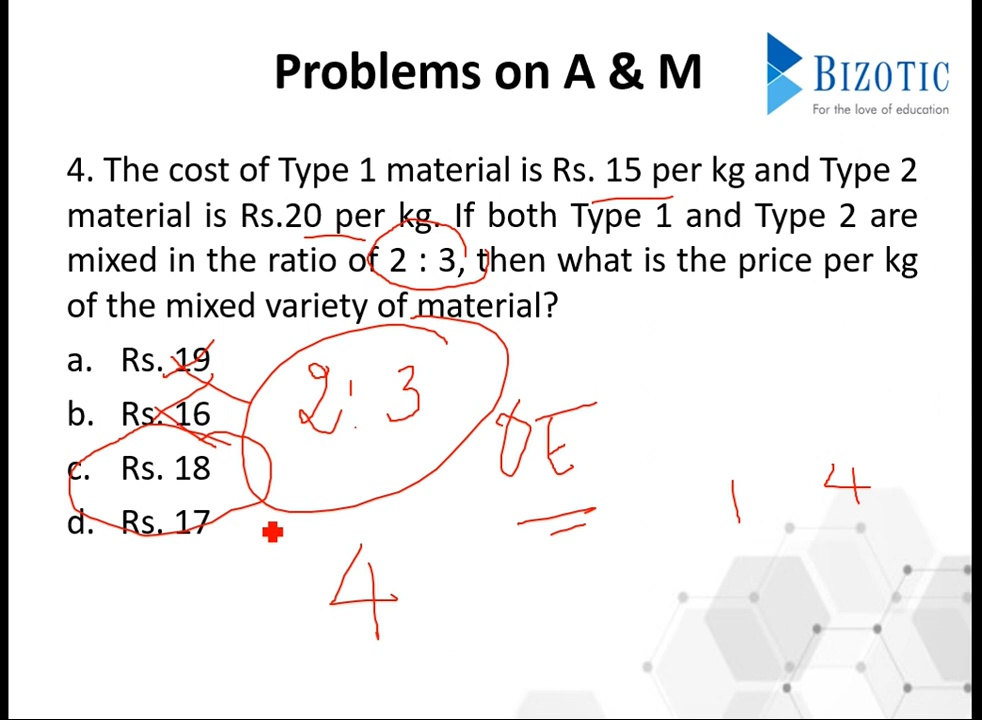 Problems on A & M
BIZOTIC
For the love of education
4. The cost of Type 1 material is Rs. 15 per kg and Type 2
material is Rs.20 per kg. If both Type 1 and Type 2 are
mixed in the ratio of 2 : 3, then what is the price per kg
of the mixed variety of material?
a. Rs. 19
b. Rs. 16
c. Rs. 18
d. Rs. 17
2 : 3
OE
1 4
4